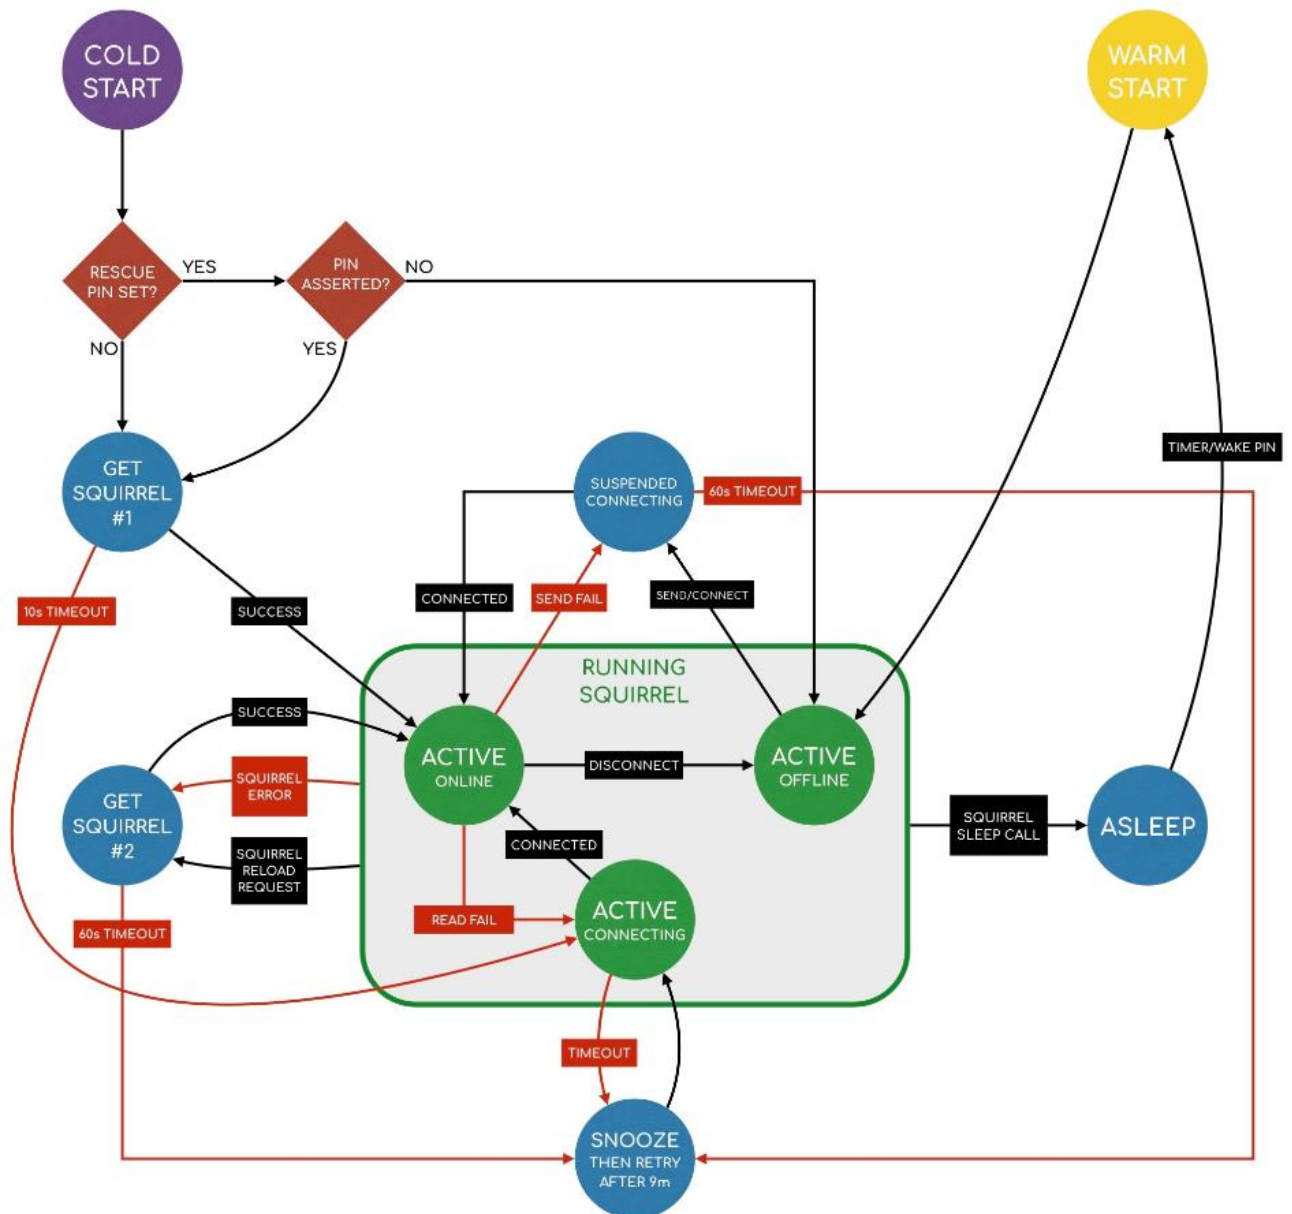 COLD
START
WARM
START
RESCUE
PIN SET?
YES
PIN
ASSERTED?
NO
NO
YES
GET
SQUIRREL
#1
SUSPENDED
CONNECTING
60s TIMEOUT
TIMER/WAKE PIN
10s TIMEOUT
SUCCESS
CONNECTED
SEND FAIL
SEND/CONNECT
RUNNING
SQUIRREL
SUCCESS
ACTIVE
ONLINE
DISCONNECT
ACTIVE
OFFLINE
SQUIRREL
ERROR
GET
SQUIRREL
#2
SQUIRREL
RELOAD
REQUEST
CONNECTED
SQUIRREL
SLEEP CALL
ASLEEP
60s TIMEOUT
READ FAIL
ACTIVE
CONNECTING
TIMEOUT
SNOOZE
THEN RETRY
AFTER 9m